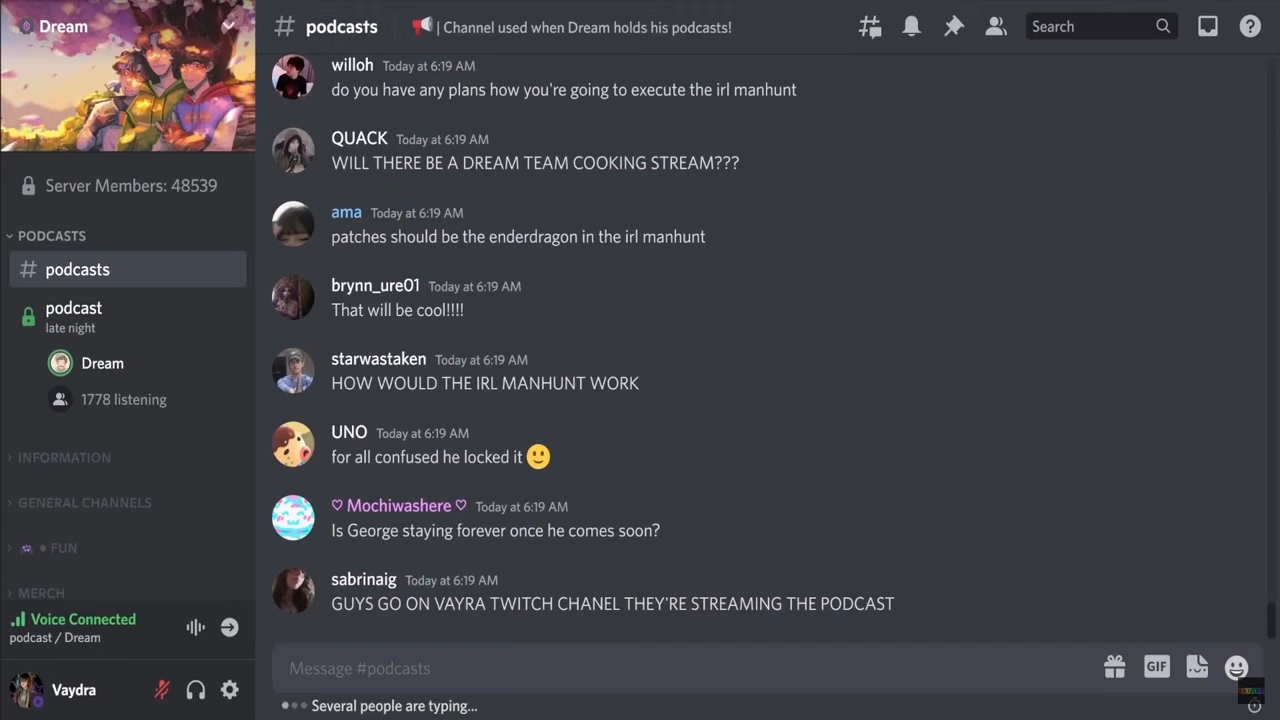 Dream
Server Members: 48539
PODCASTS
podcasts
podcast
late night
Dream
1778 listening
INFORMATION
GENERAL CHANNELS
FUN
MERCH
Voice Connected
podcast / Dream
Vaydra
podcasts
| Channel used when Dream holds his podcasts!
Search
willoh Today at 6:19 AM
do you have any plans how you're going to execute the irl manhunt
QUACK Today at 6:19 AM
WILL THERE BE A DREAM TEAM COOKING STREAM???
ama Today at 6:19 AM
patches should be the enderdragon in the irl manhunt
brynn_ure01 Today at 6:19 AM
That will be cool!!!!
starwastaken Today at 6:19 AM
HOW WOULD THE IRL MANHUNT WORK
UNO Today at 6:19 AM
for all confused he locked it 🙂
♡ Mochiwashere ♡ Today at 6:19 AM
Is George staying forever once he comes soon?
sabrinaig Today at 6:19 AM
GUYS GO ON VAYRA TWITCH CHANEL THEY'RE STREAMING THE PODCAST
Message #podcasts
GIF
Several people are typing...